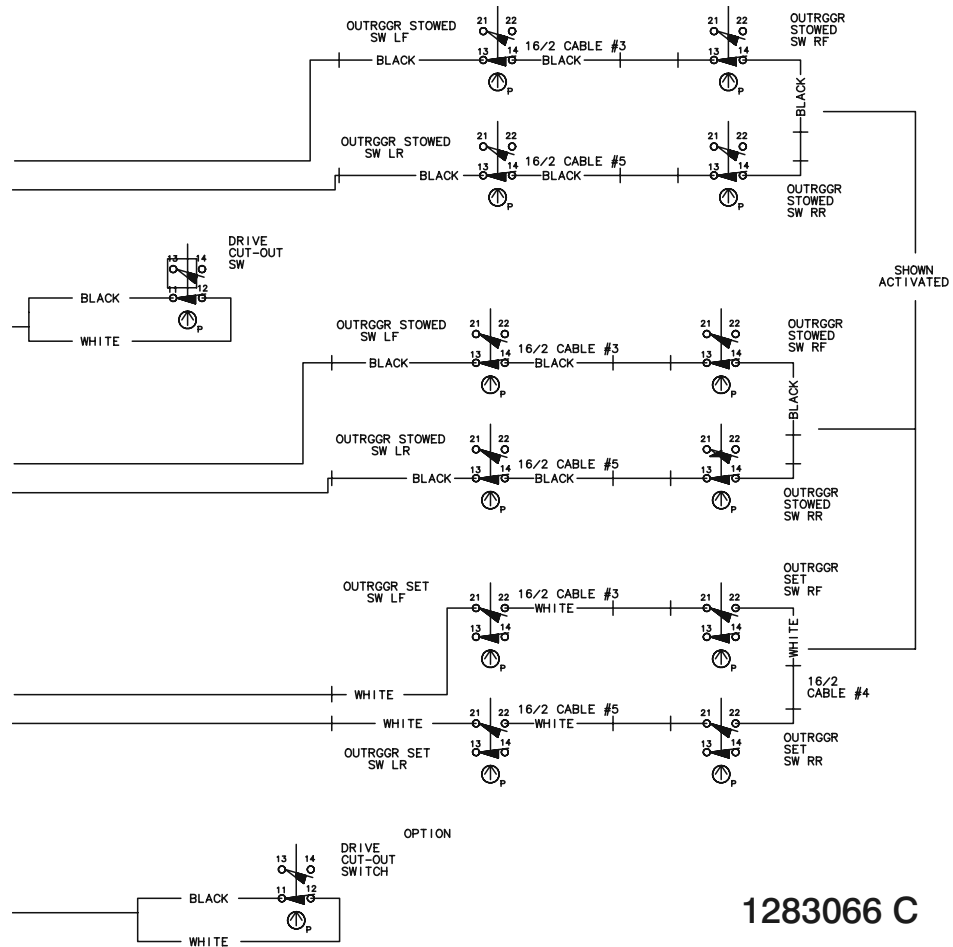 OUTRGGR STOWED
SW LF
21 22
16/2 CABLE #3
13 14
BLACK
BLACK
P
21 22
13 14
P
OUTRGGR
STOWED
SW RF
BLACK
OUTRGGR STOWED
SW LR
21 22
16/2 CABLE #5
13 14
BLACK
BLACK
P
21 22
13 14
P
OUTRGGR
STOWED
SW RR
DRIVE
CUT-OUT
SW
13 14
11 12
BLACK
P
WHITE
SHOWN
ACTIVATED
OUTRGGR STOWED
SW LF
21 22
16/2 CABLE #3
13 14
BLACK
BLACK
P
21 22
13 14
P
OUTRGGR
STOWED
SW RF
BLACK
OUTRGGR STOWED
SW LR
21 22
16/2 CABLE #5
13 14
BLACK
BLACK
P
21 22
13 14
P
OUTRGGR
STOWED
SW RR
OUTRGGR SET
SW LF
21 22
16/2 CABLE #3
WHITE
13 14
P
21 22
13 14
P
OUTRGGR
SET
SW RF
WHITE
16/2
CABLE #4
WHITE
WHITE
21 22
16/2 CABLE #5
WHITE
13 14
P
21 22
13 14
P
OUTRGGR SET
SW LR
OUTRGGR
SET
SW RR
OPTION
DRIVE
CUT-OUT
SWITCH
13 14
11 12
BLACK
P
WHITE
1283066 C